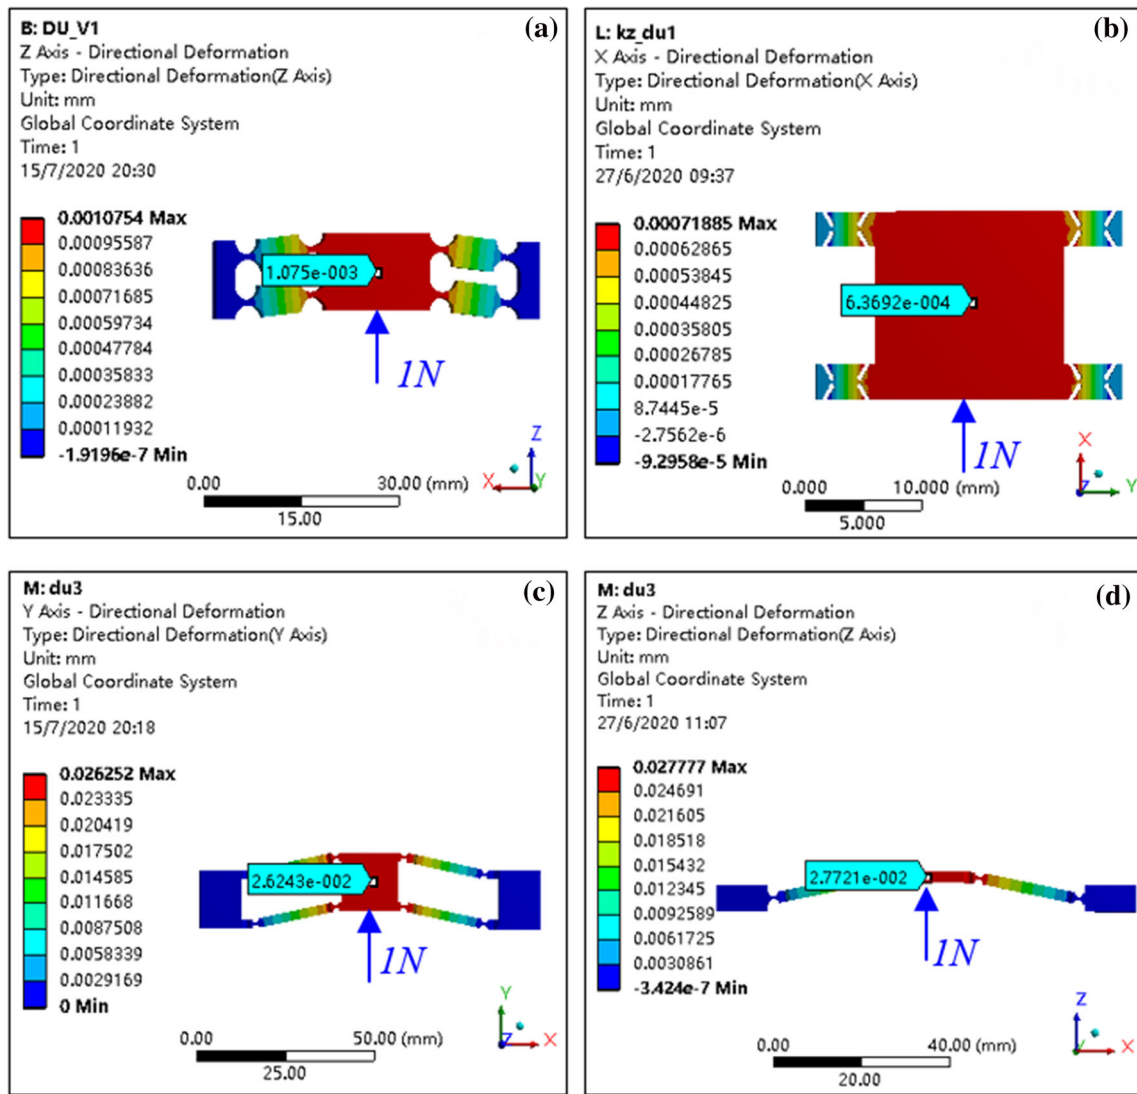 B: DU_V1
(a)
Z Axis - Directional Deformation
Type: Directional Deformation(Z Axis)
Unit: mm
Global Coordinate System
Time: 1
15/7/2020 20:30
0.0010754 Max
0.00095587
0.00083636
0.00071685
0.00059734
0.00047784
0.00035833
0.00023882
0.00011932
-1.9196e-7 Min
1.075e-003
1N
Z
X
Y
0.00
30.00 (mm)
15.00
L: kz_du1
(b)
X Axis - Directional Deformation
Type: Directional Deformation(X Axis)
Unit: mm
Global Coordinate System
Time: 1
27/6/2020 09:37
0.00071885 Max
0.00062865
0.00053845
0.00044825
0.00035805
0.00026785
0.00017765
8.7445e-5
-2.7562e-6
-9.2958e-5 Min
6.3692e-004
1N
X
Z
Y
0.000
10.000 (mm)
5.000
M: du3
(c)
Y Axis - Directional Deformation
Type: Directional Deformation(Y Axis)
Unit: mm
Global Coordinate System
Time: 1
15/7/2020 20:18
0.026252 Max
0.023335
0.020419
0.017502
0.014585
0.011668
0.0087508
0.0058339
0.0029169
0 Min
2.6243e-002
1N
Y
Z
X
0.00
50.00 (mm)
25.00
M: du3
(d)
Z Axis - Directional Deformation
Type: Directional Deformation(Z Axis)
Unit: mm
Global Coordinate System
Time: 1
27/6/2020 11:07
0.027777 Max
0.024691
0.021605
0.018518
0.015432
0.012345
0.0092589
0.0061725
0.0030861
-3.424e-7 Min
2.7721e-002
1N
Z
Y
X
0.00
40.00 (mm)
20.00